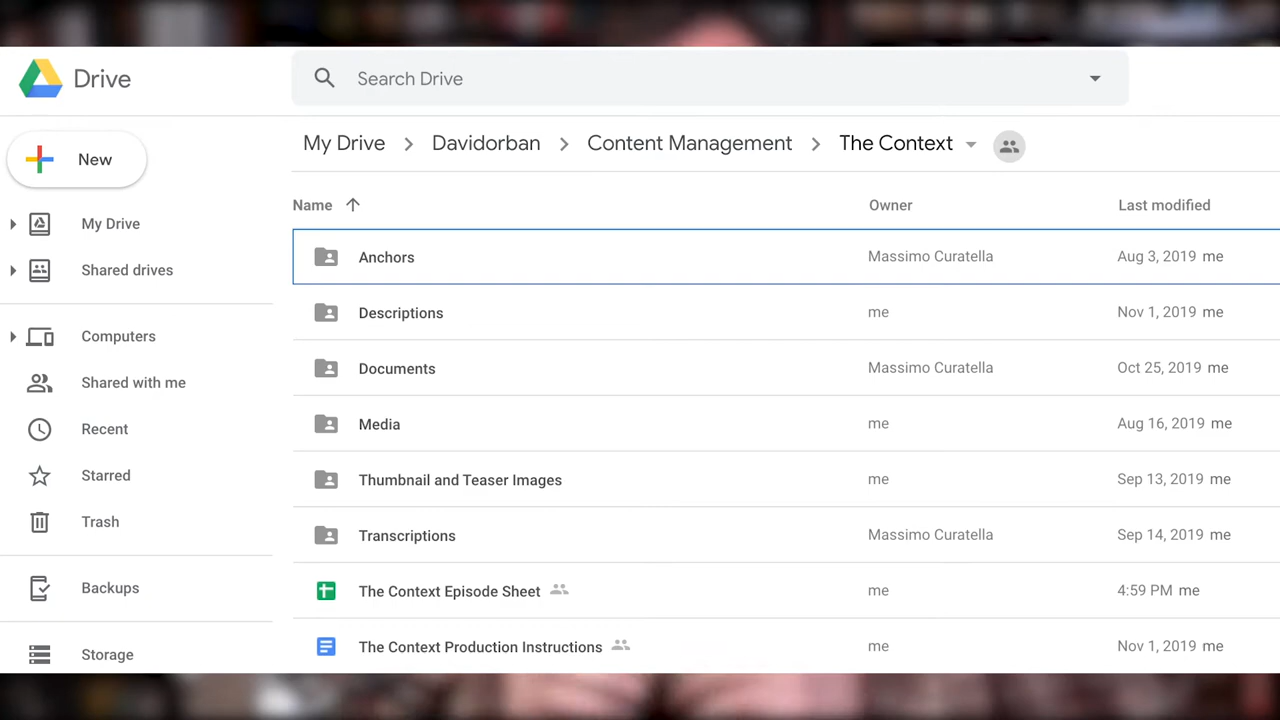 Drive
Search Drive
My Drive > Davidorban > Content Management > The Context
New
Name Owner Last modified
My Drive
Anchors Massimo Curatella Aug 3, 2019 me
Shared drives
Descriptions me Nov 1, 2019 me
Computers
Documents Massimo Curatella Oct 25, 2019 me
Shared with me
Media me Aug 16, 2019 me
Recent
Starred
Thumbnail and Teaser Images me Sep 13, 2019 me
Trash
Transcriptions Massimo Curatella Sep 14, 2019 me
Backups
The Context Episode Sheet me 4:59 PM me
Storage
The Context Production Instructions me Nov 1, 2019 me